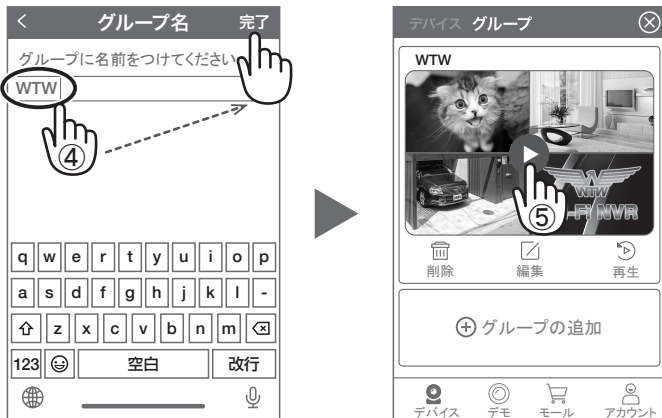 グループ名
完了
グループに名前をつけてください
WTW
④
q w e r t y u i o p
a s d f g h j k l -
z x c v b n m
123 空白 改行
デバイス グループ
WTW
WTW
⑤
-Fi NVR
削除 編集 再生
グループの追加
デバイス デモ モール アカウント